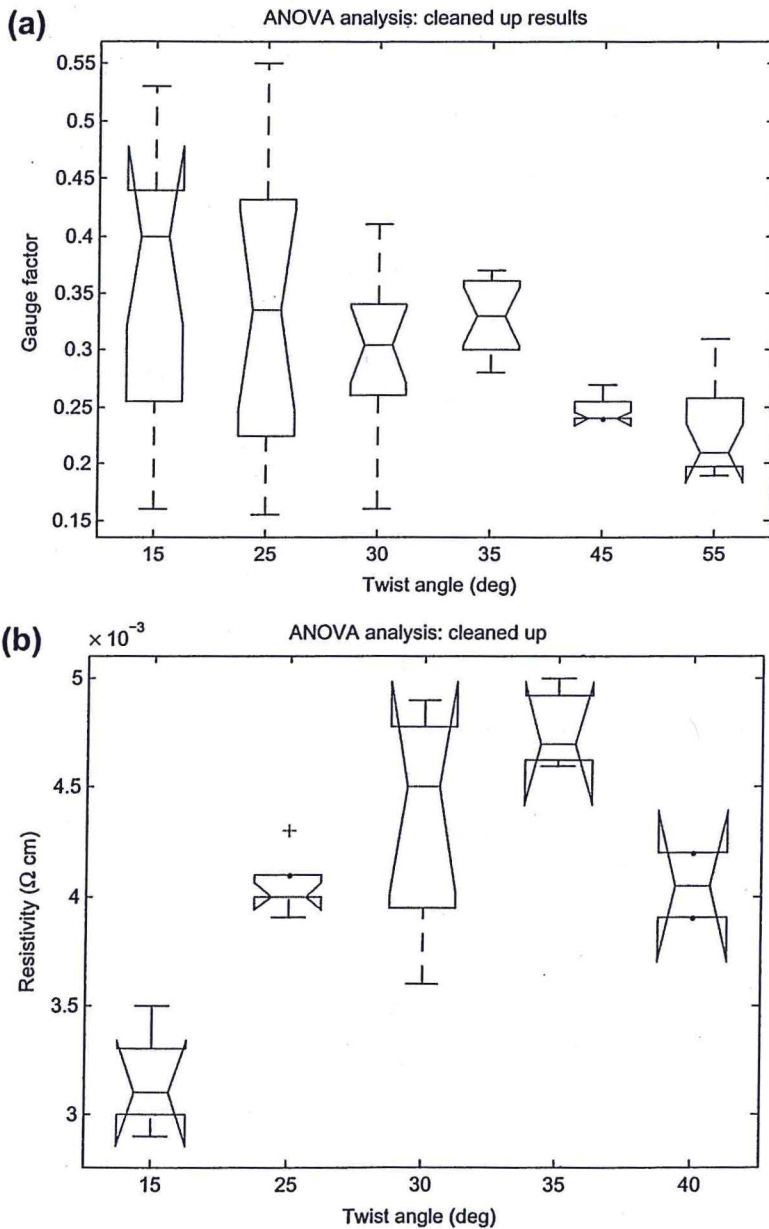 (a)
ANOVA analysis: cleaned up results
0.55
0.5
0.45
0.4
0.35
0.3
0.25
0.2
0.15
Gauge factor
15 25 30 35 45 55
Twist angle (deg)
(b)
× 10⁻³
ANOVA analysis: cleaned up
5
4.5
4
3.5
3
Resistivity (Ω cm)
15 25 30 35 40
Twist angle (deg)